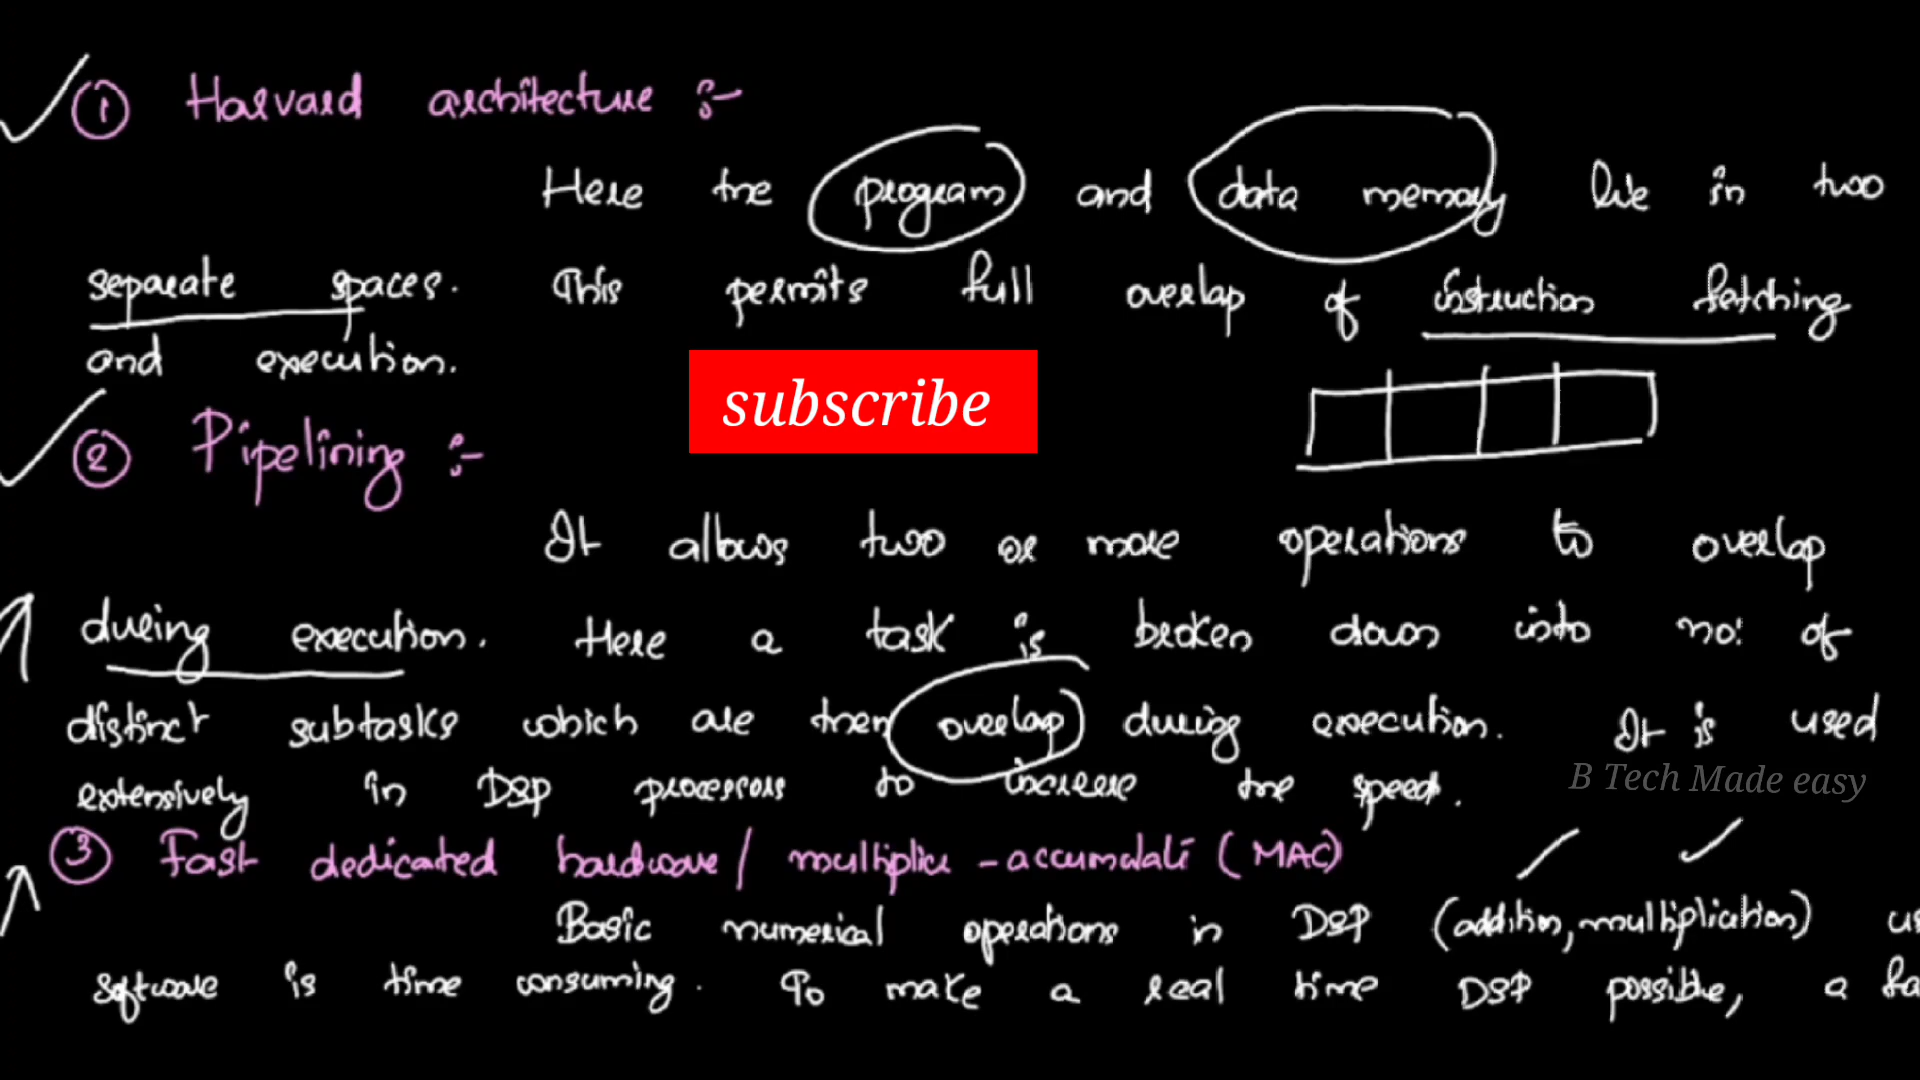 ① Harvard architecture :-
Here the program and data memory lie in two
separate spaces. This permits full overlap of instruction fetching
and execution.
subscribe
② Pipelining :-
It allows two or more operations to overlap
during execution. Here a task is broken down into no: of
distinct subtasks which are then overlap during execution. It is used
extensively in DSP processors to increase the speed.
B Tech Made easy
③ Fast dedicated hardware / multiplier - accumulate (MAC)
Basic numerical operations in DSP (addition, multiplication) us
software is time consuming. To make a real time DSP possible, a fa